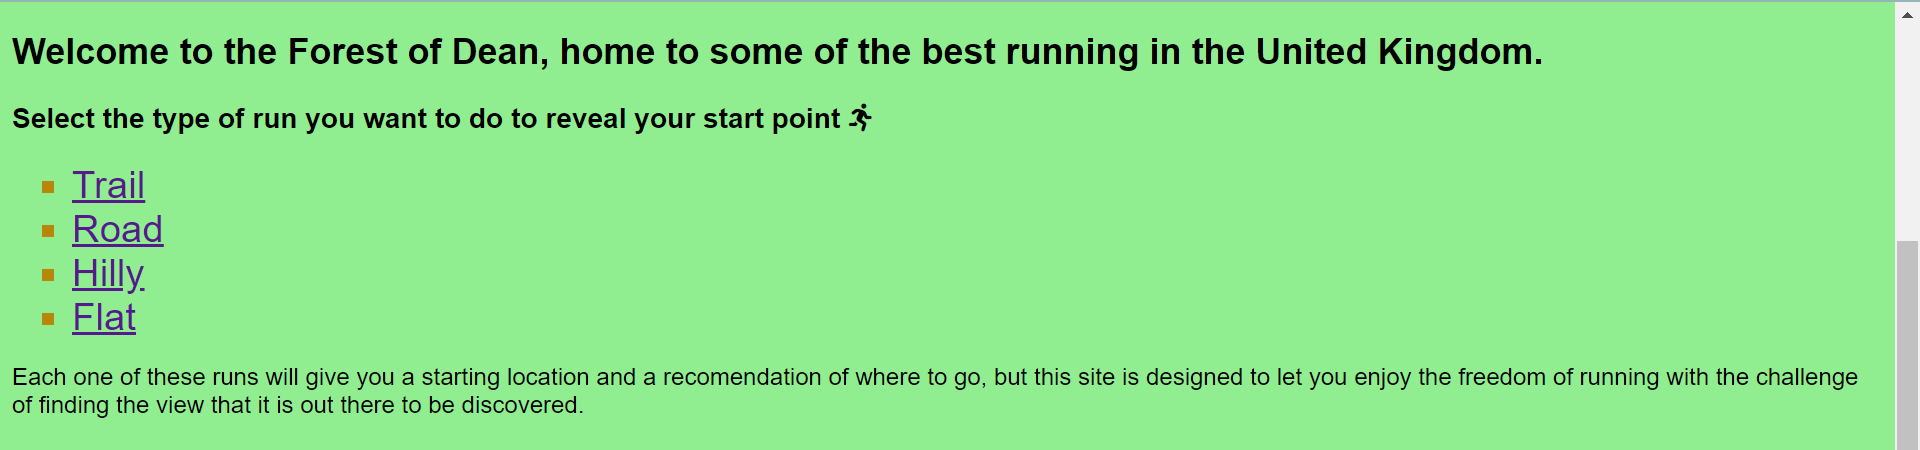 Welcome to the Forest of Dean, home to some of the best running in the United Kingdom.
Select the type of run you want to do to reveal your start point
Trail
Road
Hilly
Flat
Each one of these runs will give you a starting location and a recomendation of where to go, but this site is designed to let you enjoy the freedom of running with the challenge
of finding the view that it is out there to be discovered.